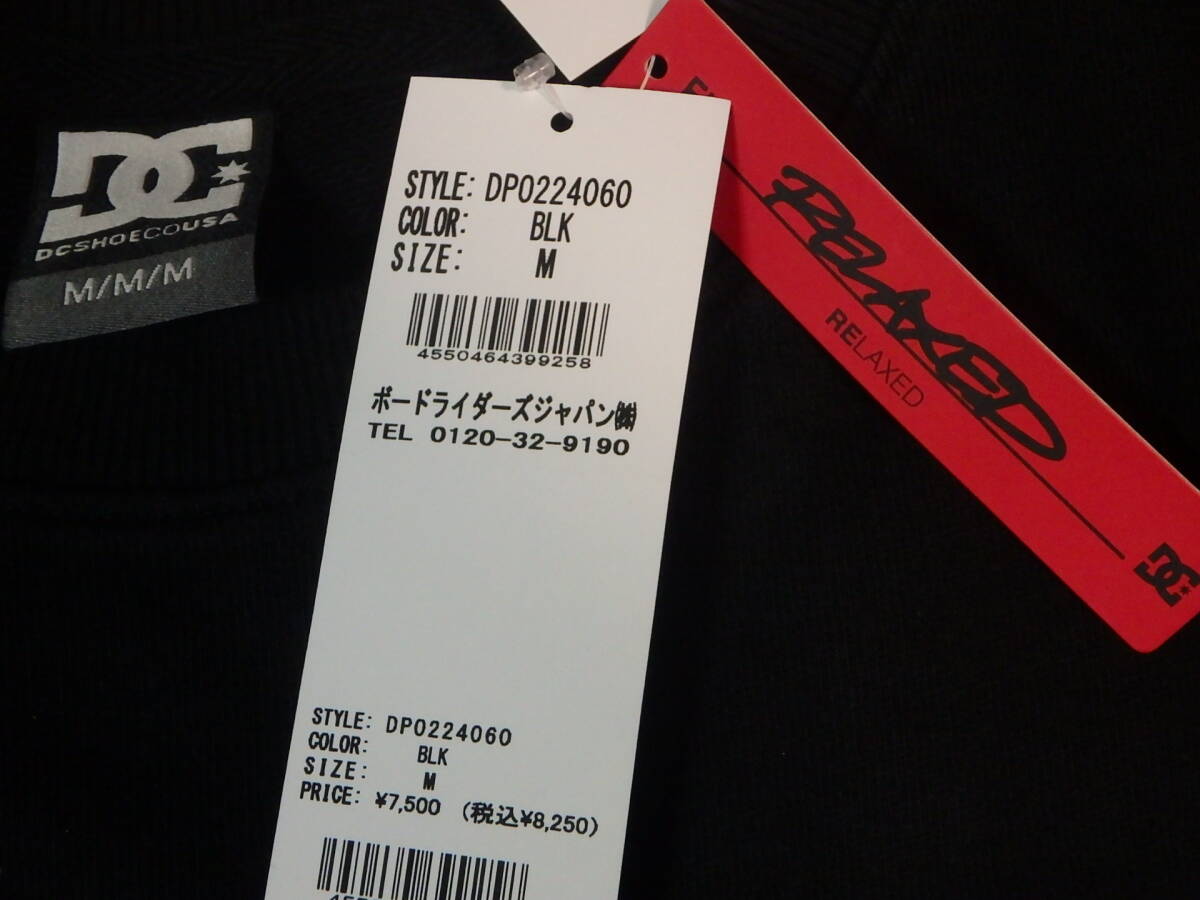 DC
DCSHOECOUSA
M/M/M
STYLE: DP0224060
COLOR: BLK
SIZE: M
4550464399258
ボードライダーズジャパン㈱
TEL 0120-32-9190
STYLE: DP0224060
COLOR: BLK
SIZE: M
PRICE: ¥7,500 (税込¥8,250)
RELAXED
RELAXED
DC